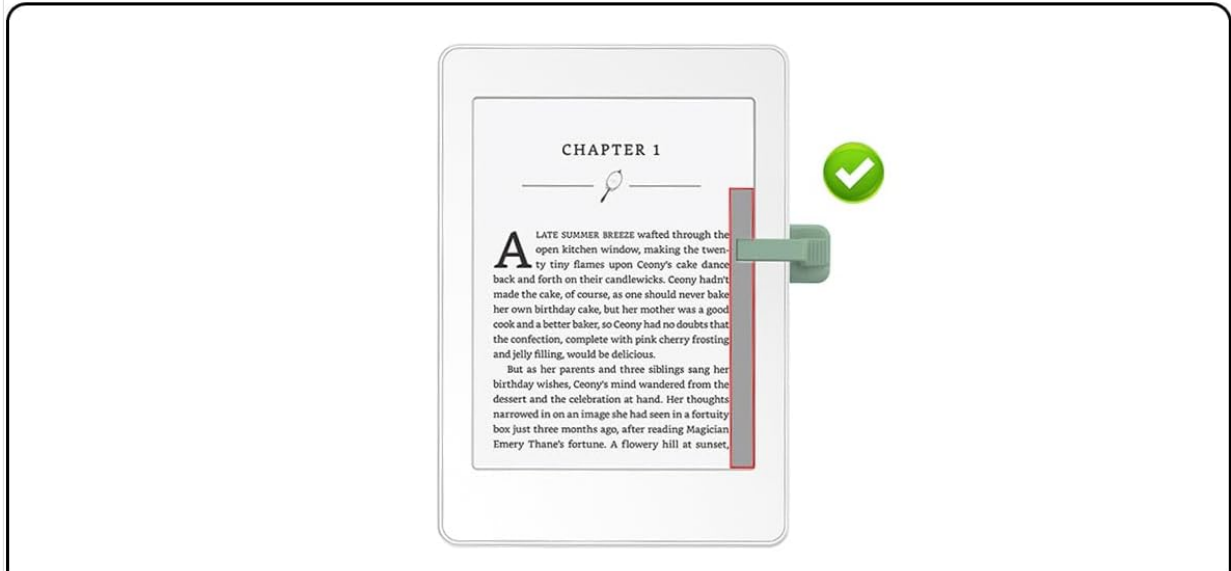 CHAPTER 1
A LATE SUMMER BREEZE wafted through the
open kitchen window, making the twen-
ty tiny flames upon Ceony's cake dance
back and forth on their candlewicks. Ceony hadn't
made the cake, of course, as one should never bake
her own birthday cake, but her mother was a good
cook and a better baker, so Ceony had no doubts that
the confection, complete with pink cherry frosting
and jelly filling, would be delicious.
But as her parents and three siblings sang her
birthday wishes, Ceony's mind wandered from the
dessert and the celebration at hand. Her thoughts
narrowed in on an image she had seen in a fortuity
box just three months ago, after reading Magician
Emery Thane's fortune. A flowery hill at sunset,